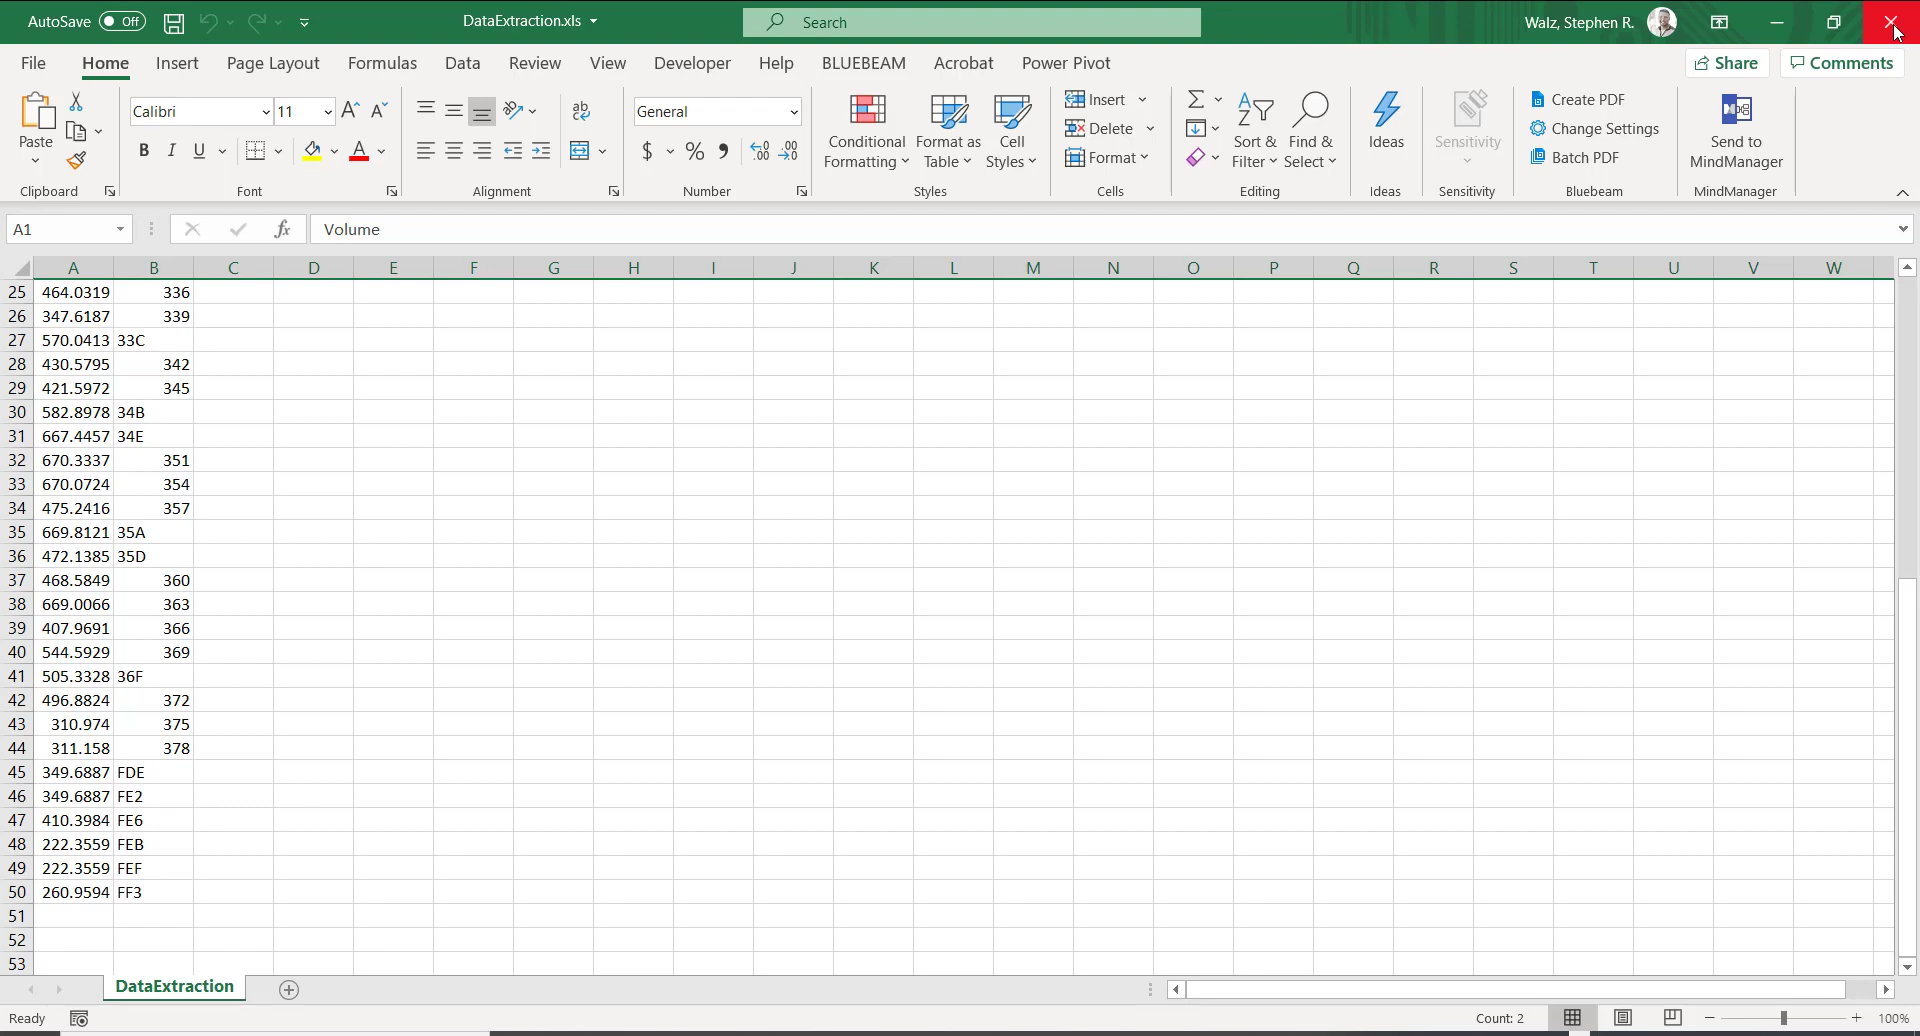 AutoSave Off DataExtraction.xls Search Walz, Stephen R.
File Home Insert Page Layout Formulas Data Review View Developer Help BLUEBEAM Acrobat Power Pivot Share Comments
Calibri 11 A A ab General Insert Create PDF
Paste Conditional Format as Cell Delete Sort & Find & Ideas Sensitivity Change Settings Send to
B I U A $ % , .00 Formatting Table Styles Format Filter Select Batch PDF MindManager
Clipboard Font Alignment Number Styles Cells Editing Ideas Sensitivity Bluebeam MindManager
A1 fx Volume
A B C D E F G H I J K L M N O P Q R S T U V W
25 464.0319 336
26 347.6187 339
27 570.0413 33C
28 430.5795 342
29 421.5972 345
30 582.8978 34B
31 667.4457 34E
32 670.3337 351
33 670.0724 354
34 475.2416 357
35 669.8121 35A
36 472.1385 35D
37 468.5849 360
38 669.0066 363
39 407.9691 366
40 544.5929 369
41 505.3328 36F
42 496.8824 372
43 310.974 375
44 311.158 378
45 349.6887 FDE
46 349.6887 FE2
47 410.3984 FE6
48 222.3559 FEB
49 222.3559 FEF
50 260.9594 FF3
51
52
53
DataExtraction
Ready Count: 2 100%